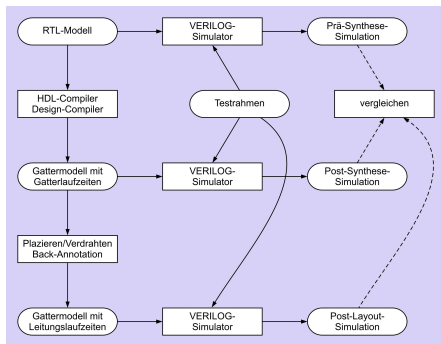 RTL-Modell
VERILOG-
Simulator
Prä-Synthese-
Simulation
HDL-Compiler
Design-Compiler
Testrahmen
vergleichen
Gattermodell mit
Gatterlaufzeiten
VERILOG-
Simulator
Post-Synthese-
Simulation
Plazieren/Verdrahten
Back-Annotation
Gattermodell mit
Leitungslaufzeiten
VERILOG-
Simulator
Post-Layout-
Simulation